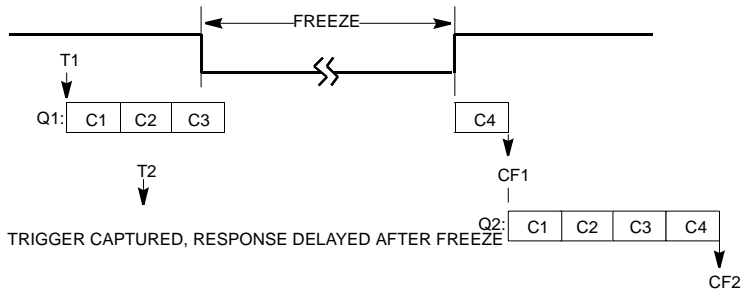 FREEZE
T1
Q1: C1 C2 C3 C4
T2
CF1
TRIGGER CAPTURED, RESPONSE DELAYED AFTER FREEZE
Q2: C1 C2 C3 C4
CF2